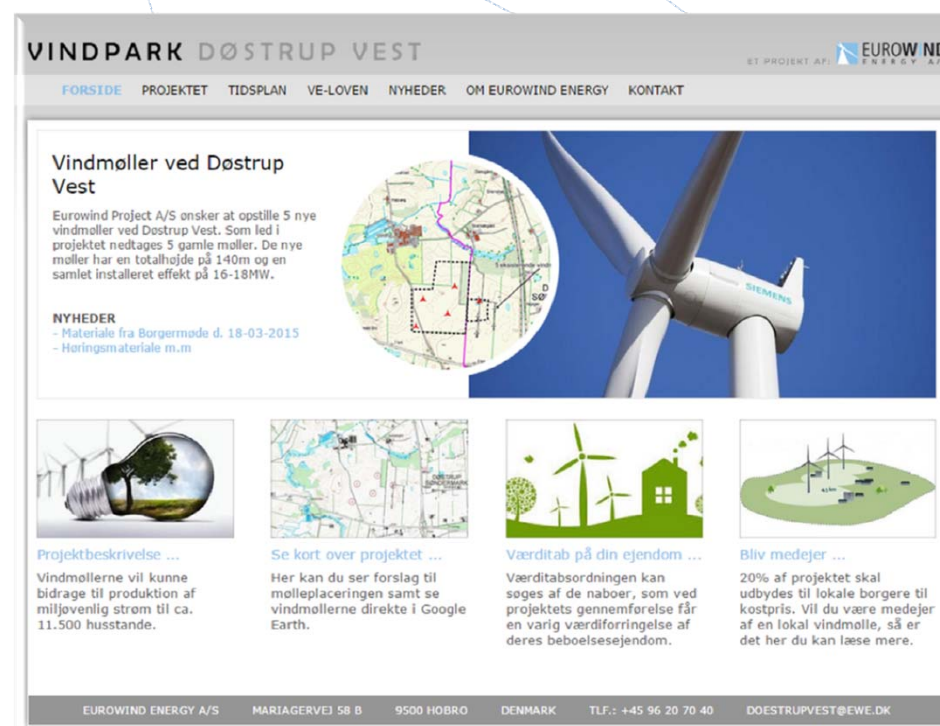 VINDPARK DØSTRUP VEST
ET PROJEKT AF:
EUROWIND
ENERGY A/S
FORSIDE PROJEKTET TIDSPLAN VE-LOVEN NYHEDER OM EUROWIND ENERGY KONTAKT
Vindmøller ved Døstrup
Vest
Eurowind Project A/S ønsker at opstille 5 nye
vindmøller ved Døstrup Vest. Som led i
projektet nedtages 5 gamle møller. De nye
møller har en totalhøjde på 140m og en
samlet installeret effekt på 16-18MW.
NYHEDER
- Materiale fra Borgermøde d. 18-03-2015
- Høringsmateriale m.m
SIEMENS
DØSTRUP
SØNDERMARK
Projektbeskrivelse ...
Vindmøllerne vil kunne
bidrage til produktion af
miljøvenlig strøm til ca.
11.500 husstande.
Se kort over projektet ...
Her kan du ser forslag til
mølleplaceringen samt se
vindmøllerne direkte i Google
Earth.
Værditab på din ejendom ...
Værditabsordningen kan
søges af de naboer, som ved
projektets gennemførelse får
en varig værdiforringelse af
deres beboelsesejendom.
Bliv medejer ...
20% af projektet skal
udbydes til lokale borgere til
kostpris. Vil du være medejer
af en lokal vindmølle, så er
det her du kan læse mere.
EUROWIND ENERGY A/S MARIAGERVEJ 58 B 9500 HOBRO DENMARK TLF.: +45 96 20 70 40 DOESTRUPVEST@EWE.DK